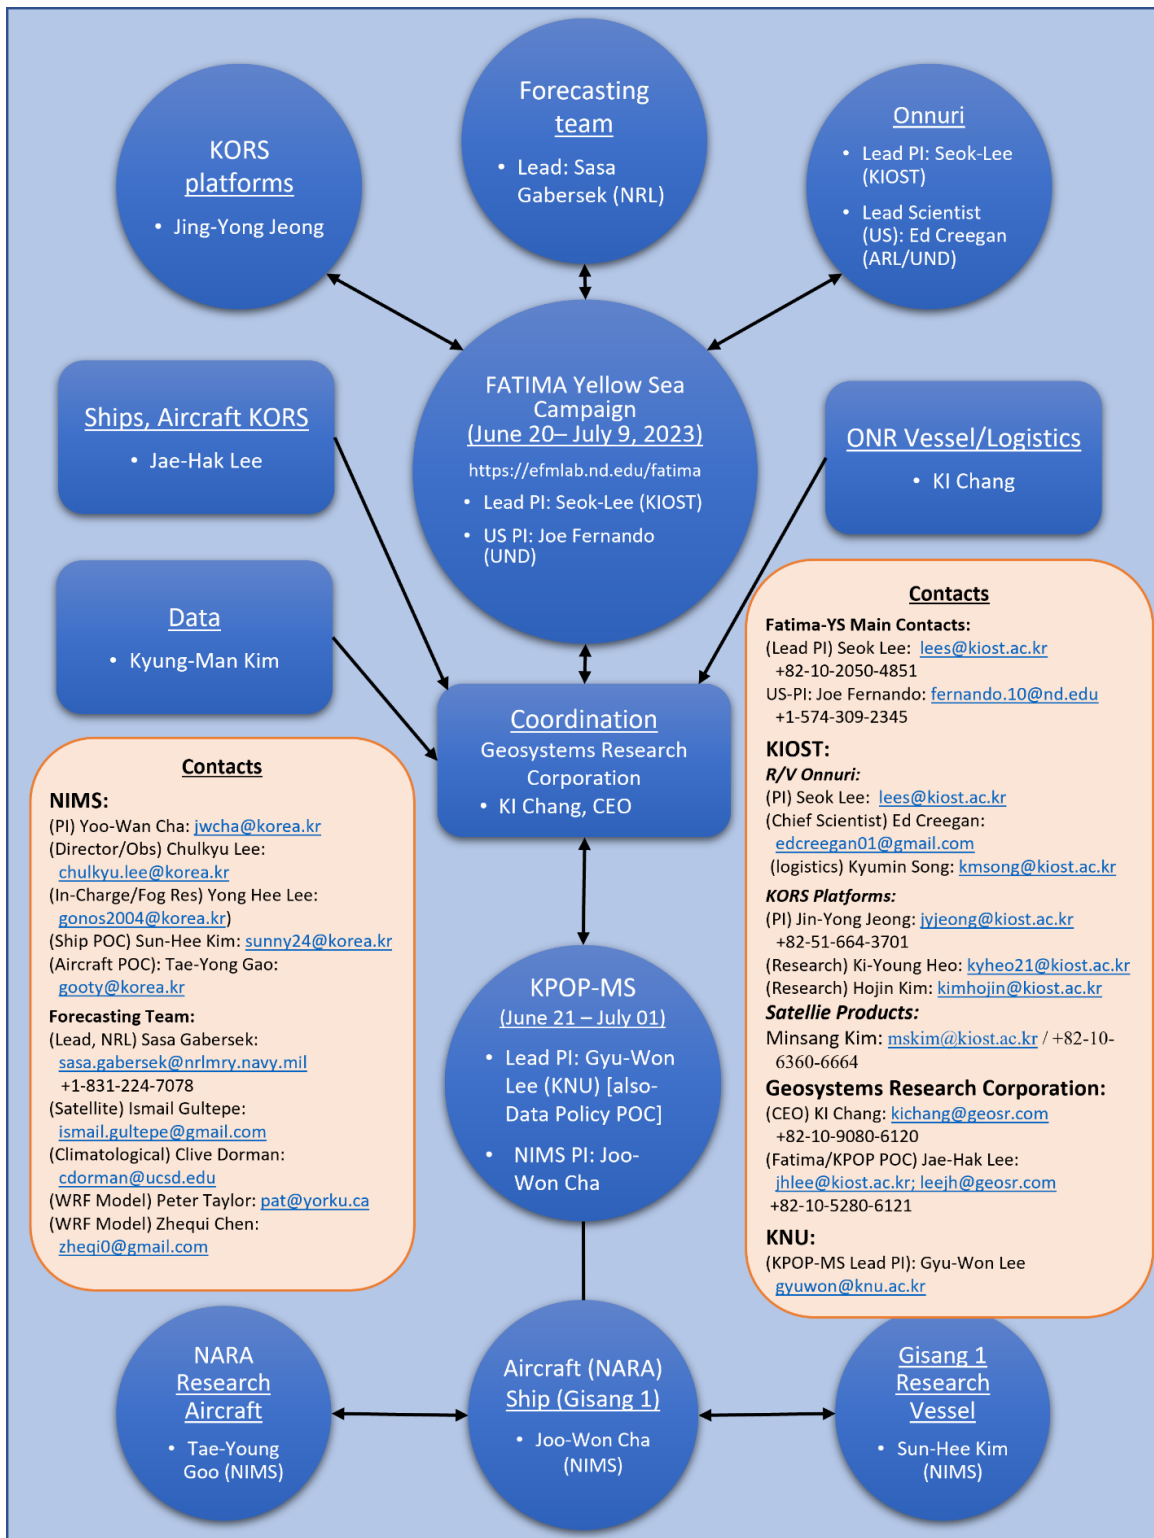 KORS
platforms
• Jing-Yong Jeong
Forecasting
team
• Lead: Sasa
Gabersek (NRL)
Onnuri
• Lead PI: Seok-Lee
(KIOST)
• Lead Scientist
(US): Ed Creegan
(ARL/UND)
FATIMA Yellow Sea
Campaign
(June 20– July 9, 2023)
https://efmlab.nd.edu/fatima
• Lead PI: Seok-Lee (KIOST)
• US PI: Joe Fernando
(UND)
Ships, Aircraft KORS
• Jae-Hak Lee
ONR Vessel/Logistics
• KI Chang
Data
• Kyung-Man Kim
Coordination
Geosystems Research
Corporation
• KI Chang, CEO
Contacts
NIMS:
(PI) Yoo-Wan Cha: jwcha@korea.kr
(Director/Obs) Chulkyu Lee:
chulkyu.lee@korea.kr
(In-Charge/Fog Res) Yong Hee Lee:
gonos2004@korea.kr)
(Ship POC) Sun-Hee Kim: sunny24@korea.kr
(Aircraft POC): Tae-Yong Gao:
gooty@korea.kr
Forecasting Team:
(Lead, NRL) Sasa Gabersek:
sasa.gabersek@nrlmry.navy.mil
+1-831-224-7078
(Satellite) Ismail Gultepe:
ismail.gultepe@gmail.com
(Climatological) Clive Dorman:
cdorman@ucsd.edu
(WRF Model) Peter Taylor: pat@yorku.ca
(WRF Model) Zhequi Chen:
zheqi0@gmail.com
Contacts
Fatima-YS Main Contacts:
(Lead PI) Seok Lee: lees@kiost.ac.kr
+82-10-2050-4851
US-PI: Joe Fernando: fernando.10@nd.edu
+1-574-309-2345
KIOST:
R/V Onnuri:
(PI) Seok Lee: lees@kiost.ac.kr
(Chief Scientist) Ed Creegan:
edcreegan01@gmail.com
(logistics) Kyumin Song: kmsong@kiost.ac.kr
KORS Platforms:
(PI) Jin-Yong Jeong: jyjeong@kiost.ac.kr
+82-51-664-3701
(Research) Ki-Young Heo: kyheo21@kiost.ac.kr
(Research) Hojin Kim: kimhojin@kiost.ac.kr
Satellie Products:
Minsang Kim: mskim@kiost.ac.kr / +82-10-
6360-6664
Geosystems Research Corporation:
(CEO) KI Chang: kichang@geosr.com
+82-10-9080-6120
(Fatima/KPOP POC) Jae-Hak Lee:
jhlee@kiost.ac.kr; leejh@geosr.com
+82-10-5280-6121
KNU:
(KPOP-MS Lead PI): Gyu-Won Lee
gyuwon@knu.ac.kr
KPOP-MS
(June 21 – July 01)
• Lead PI: Gyu-Won
Lee (KNU) [also-
Data Policy POC]
• NIMS PI: Joo-
Won Cha
NARA
Research
Aircraft
• Tae-Young
Goo (NIMS)
Aircraft (NARA)
Ship (Gisang 1)
• Joo-Won Cha
(NIMS)
Gisang 1
Research
Vessel
• Sun-Hee Kim
(NIMS)